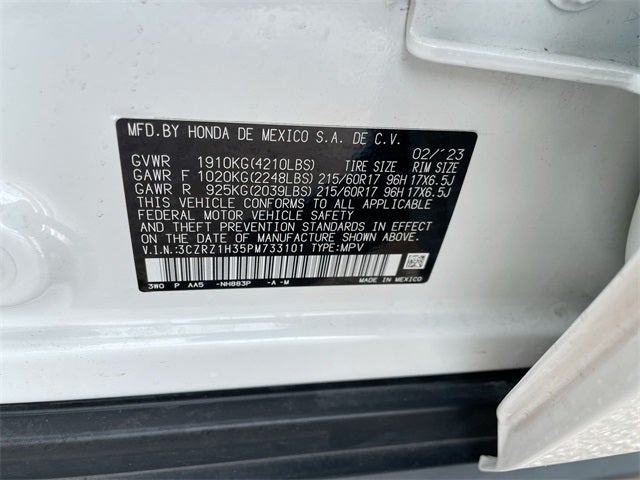 MFD.BY HONDA DE MEXICO S.A. DE C.V.
02/'23
GVWR 1910KG(4210LBS) TIRE SIZE RIM SIZE
GAWR F 1020KG(2248LBS) 215/60R17 96H 17X6.5J
GAWR R 925KG(2039LBS) 215/60R17 96H 17X6.5J
THIS VEHICLE CONFORMS TO ALL APPLICABLE
FEDERAL MOTOR VEHICLE SAFETY
AND THEFT PREVENTION STANDARDS IN EFFECT
ON THE DATE OF MANUFACTURE SHOWN ABOVE.
V.I.N.:3CZRZ1H35PM733101 TYPE:MPV
3W0 P AA5 -NH883P -A -M MADE IN MEXICO